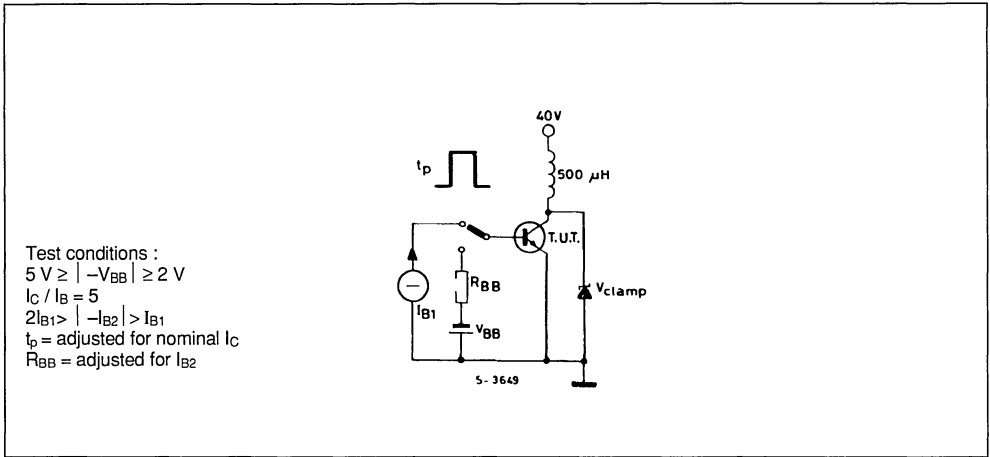 40V
tp
500 μH
T.U.T.
Test conditions :
5 V ≥ | –VBB | ≥ 2 V
IC / IB = 5
2IB1> | –IB2 | > IB1
tp = adjusted for nominal IC
RBB = adjusted for IB2
RBB
IB1
VBB
Vclamp
S-3649